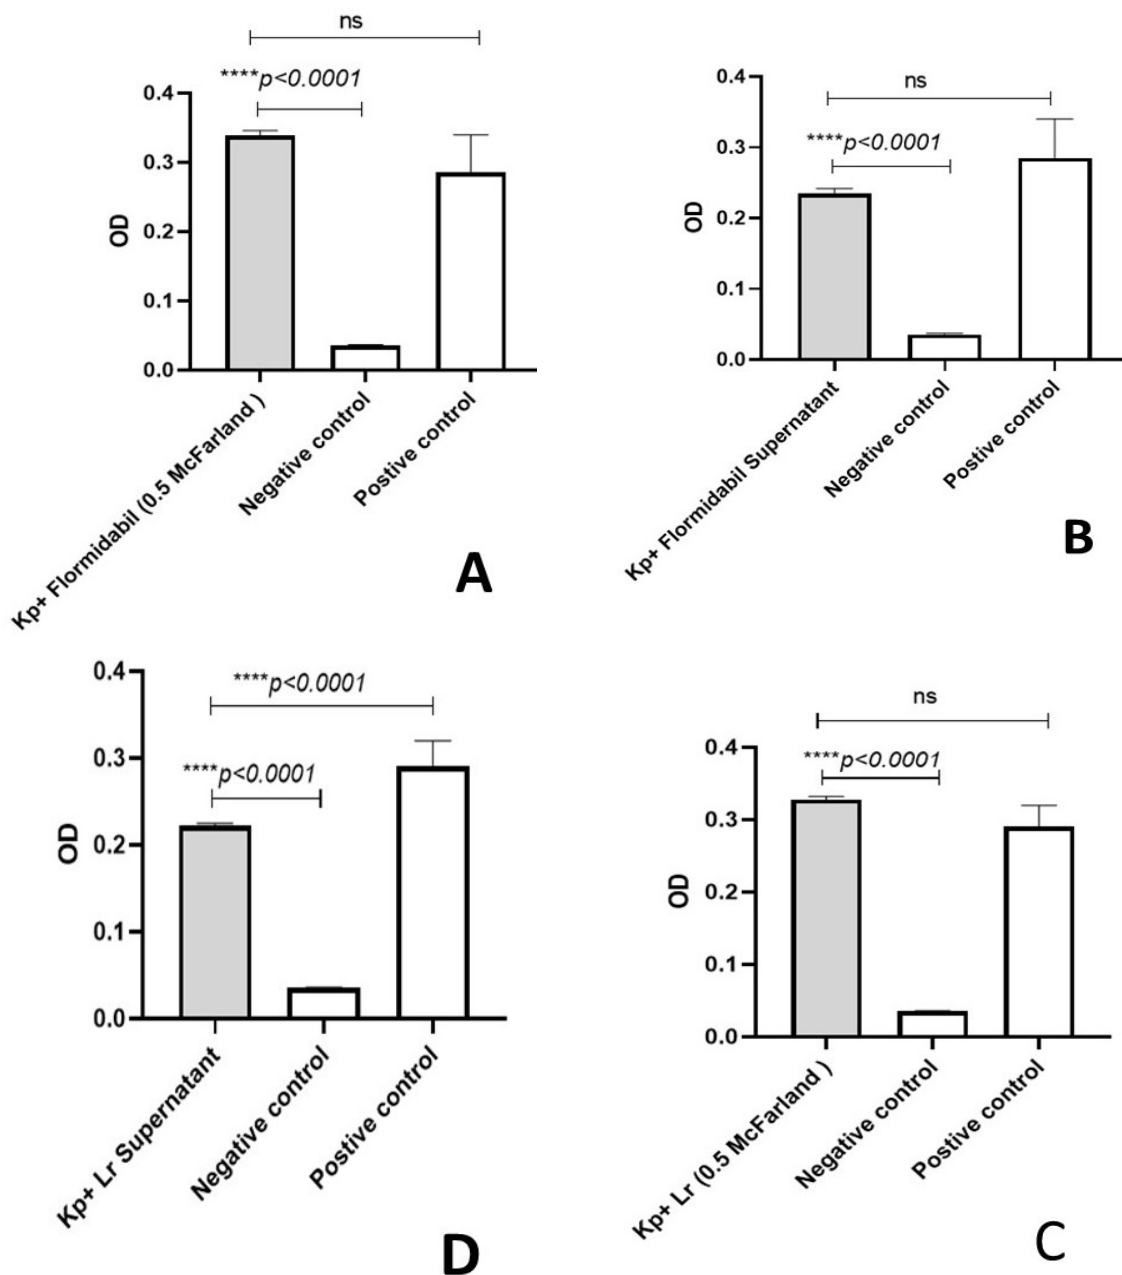 ns
****p<0.0001
0.4
0.3
0.2
0.1
0.0
OD
Kp+ Flormidabil (0.5 McFarland )
Negative control
Postive control
A
ns
****p<0.0001
0.4
0.3
0.2
0.1
0.0
OD
Kp+ Flormidabil Supernatant
Negative control
Postive control
B
****p<0.0001
****p<0.0001
0.4
0.3
0.2
0.1
0.0
OD
Kp+ Lr Supernatant
Negative control
Postive control
D
ns
****p<0.0001
0.4
0.3
0.2
0.1
0.0
OD
Kp+ Lr (0.5 McFarland )
Negative control
Postive control
C